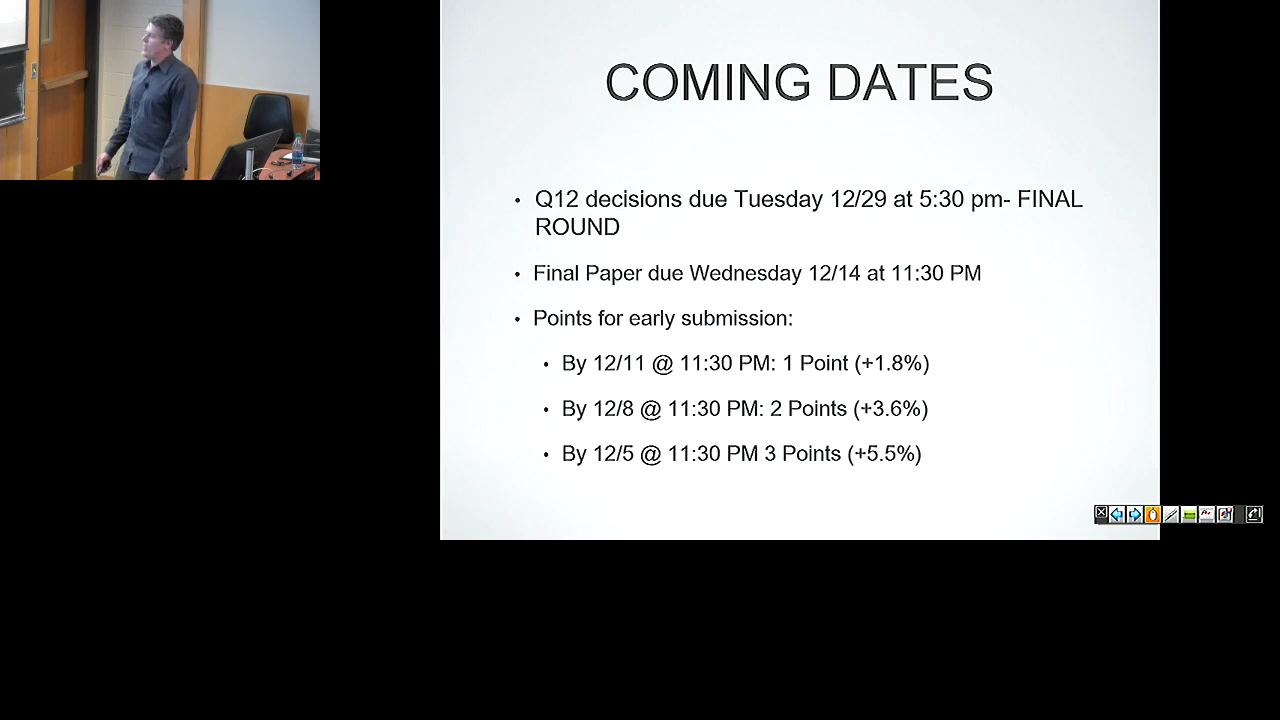 COMING DATES
• Q12 decisions due Tuesday 12/29 at 5:30 pm- FINAL
ROUND
• Final Paper due Wednesday 12/14 at 11:30 PM
• Points for early submission:
• By 12/11 @ 11:30 PM: 1 Point (+1.8%)
• By 12/8 @ 11:30 PM: 2 Points (+3.6%)
• By 12/5 @ 11:30 PM 3 Points (+5.5%)